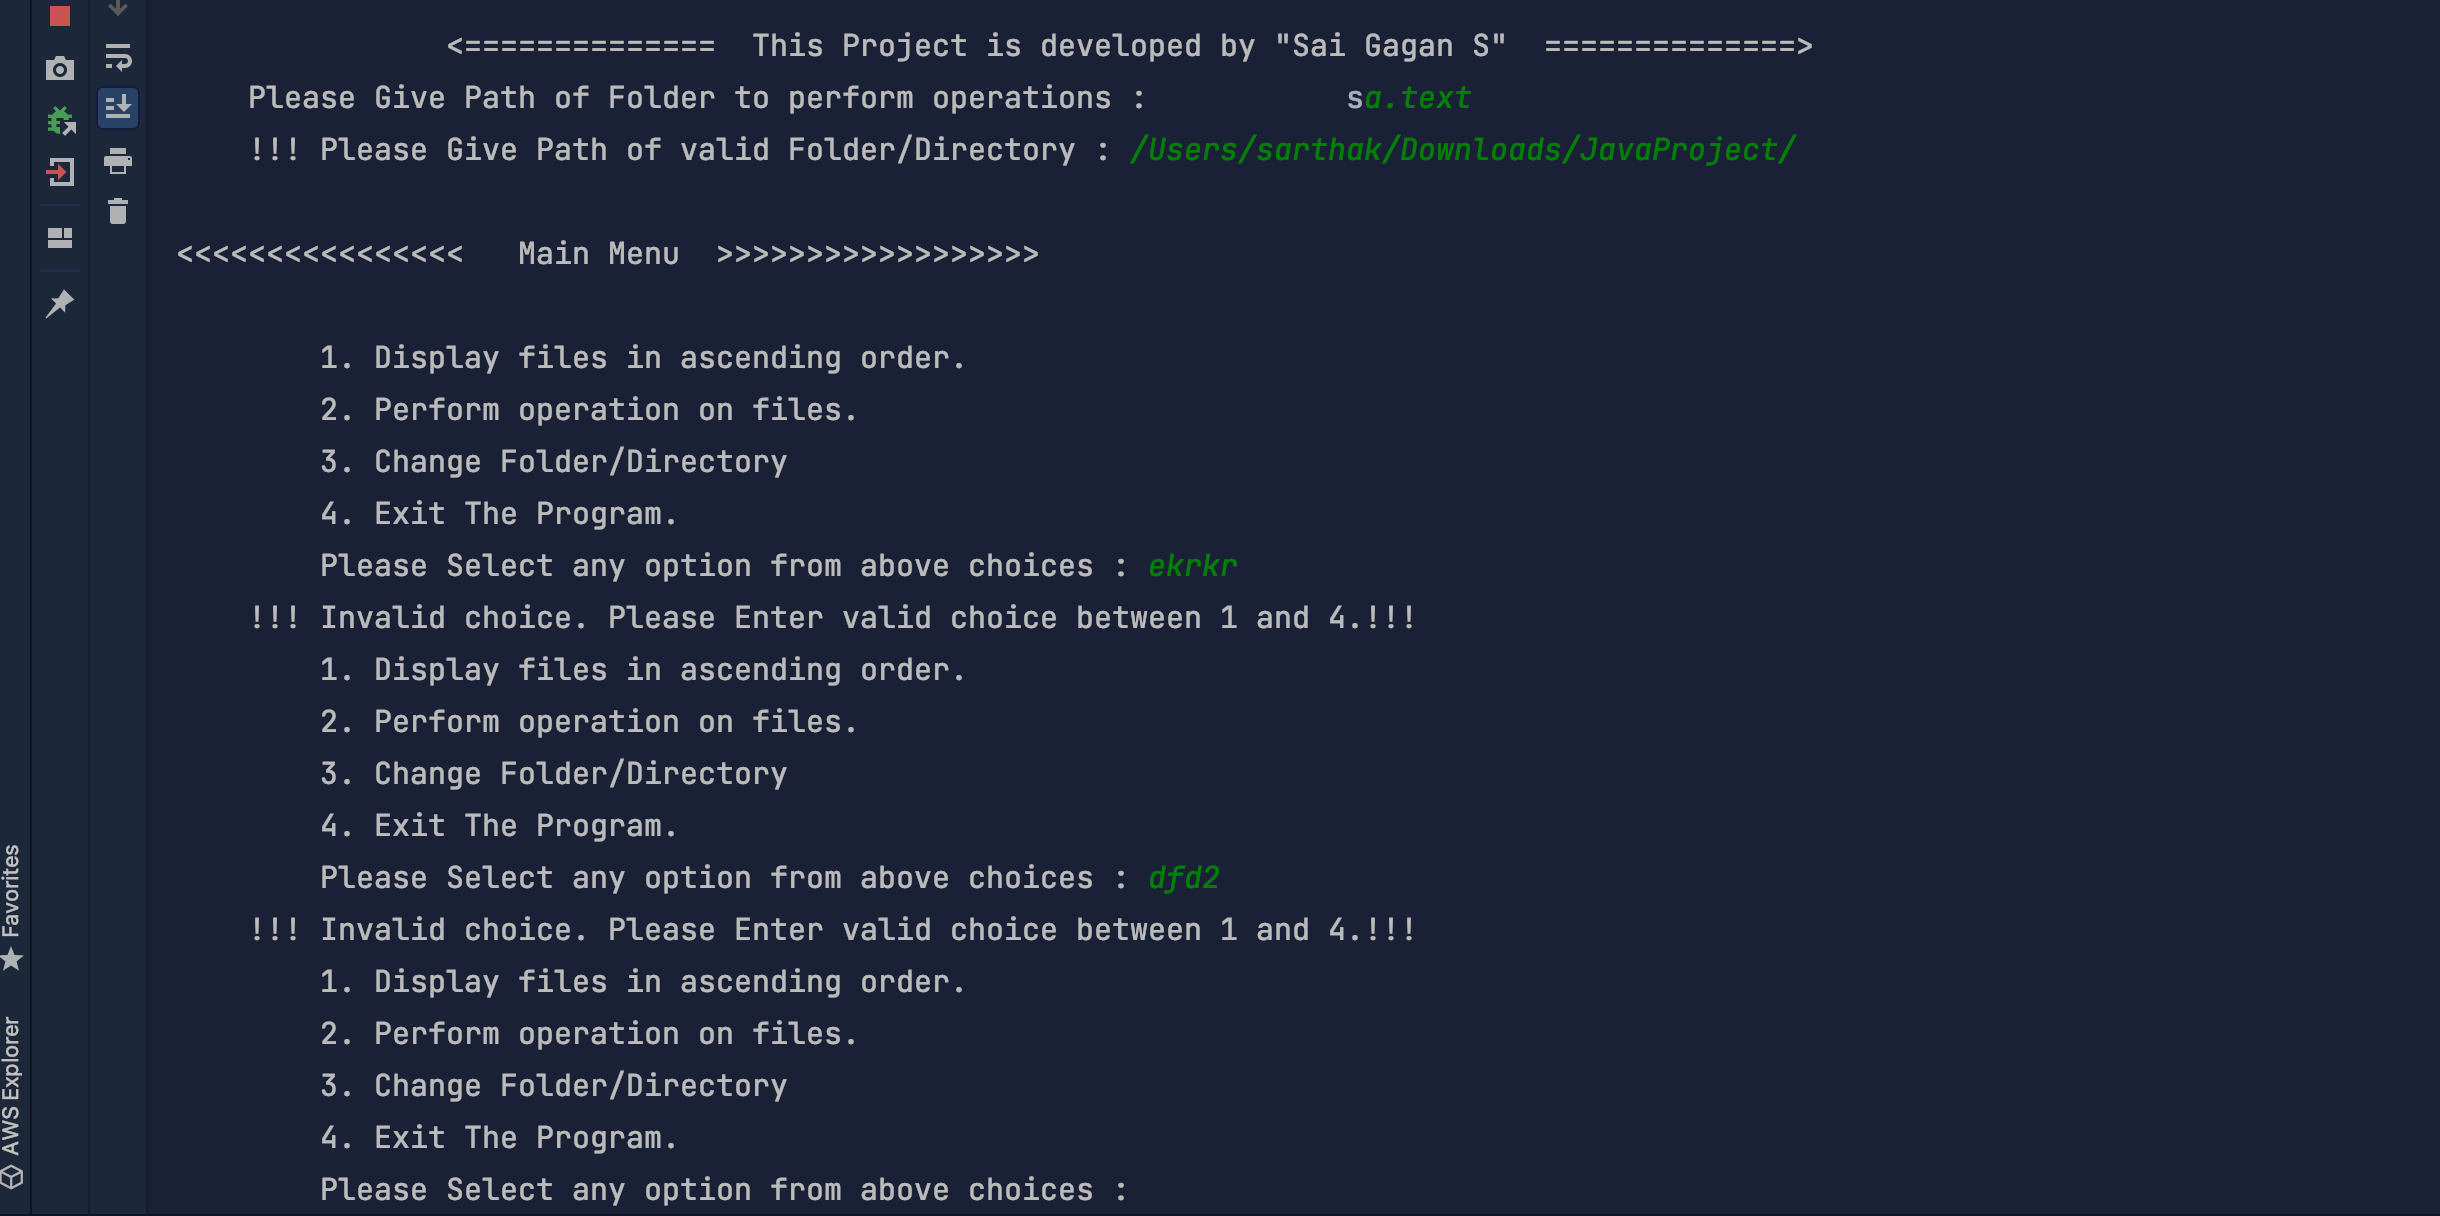 <============== This Project is developed by "Sai Gagan S" ==============>
Please Give Path of Folder to perform operations : sa.text
!!! Please Give Path of valid Folder/Directory : /Users/sarthak/Downloads/JavaProject/
<<<<<<<<<<<<<<<< Main Menu >>>>>>>>>>>>>>>>>>
1. Display files in ascending order.
2. Perform operation on files.
3. Change Folder/Directory
4. Exit The Program.
Please Select any option from above choices : ekrkr
!!! Invalid choice. Please Enter valid choice between 1 and 4.!!!
1. Display files in ascending order.
2. Perform operation on files.
3. Change Folder/Directory
4. Exit The Program.
Please Select any option from above choices : dfd2
!!! Invalid choice. Please Enter valid choice between 1 and 4.!!!
1. Display files in ascending order.
2. Perform operation on files.
3. Change Folder/Directory
4. Exit The Program.
Please Select any option from above choices :
Favorites
AWS Explorer